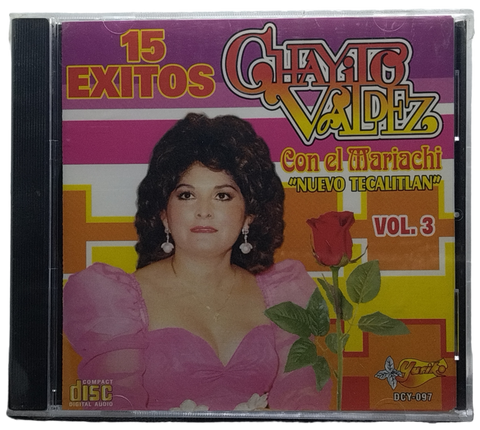 15
EXITOS
CHAYITO
VALDEZ
Con el Mariachi
"NUEVO TECALITLAN"
VOL. 3
COMPACT
disc
DIGITAL AUDIO
DCY-097